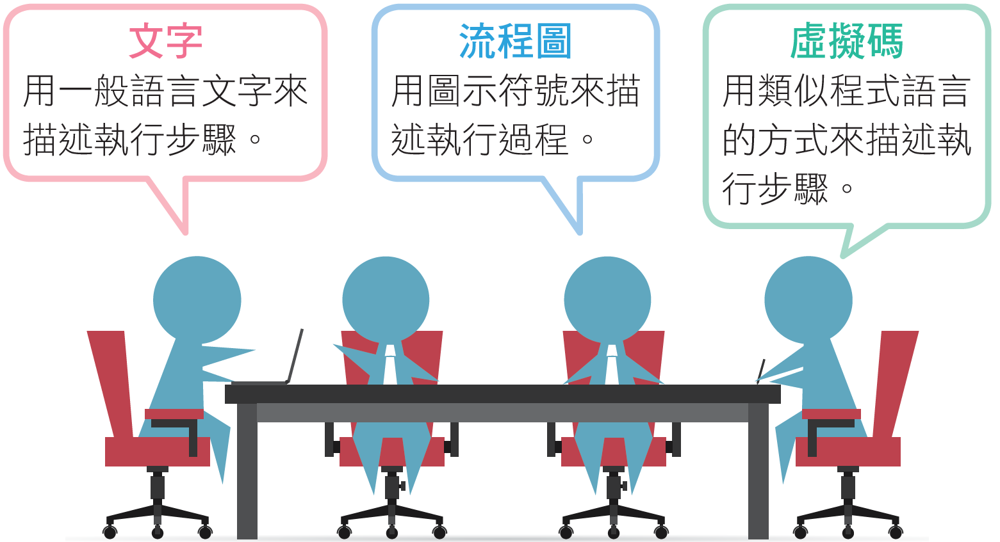 文字
用一般語言文字來
描述執行步驟。
流程圖
用圖示符號來描
述執行過程。
虛擬碼
用類似程式語言
的方式來描述執
行步驟。